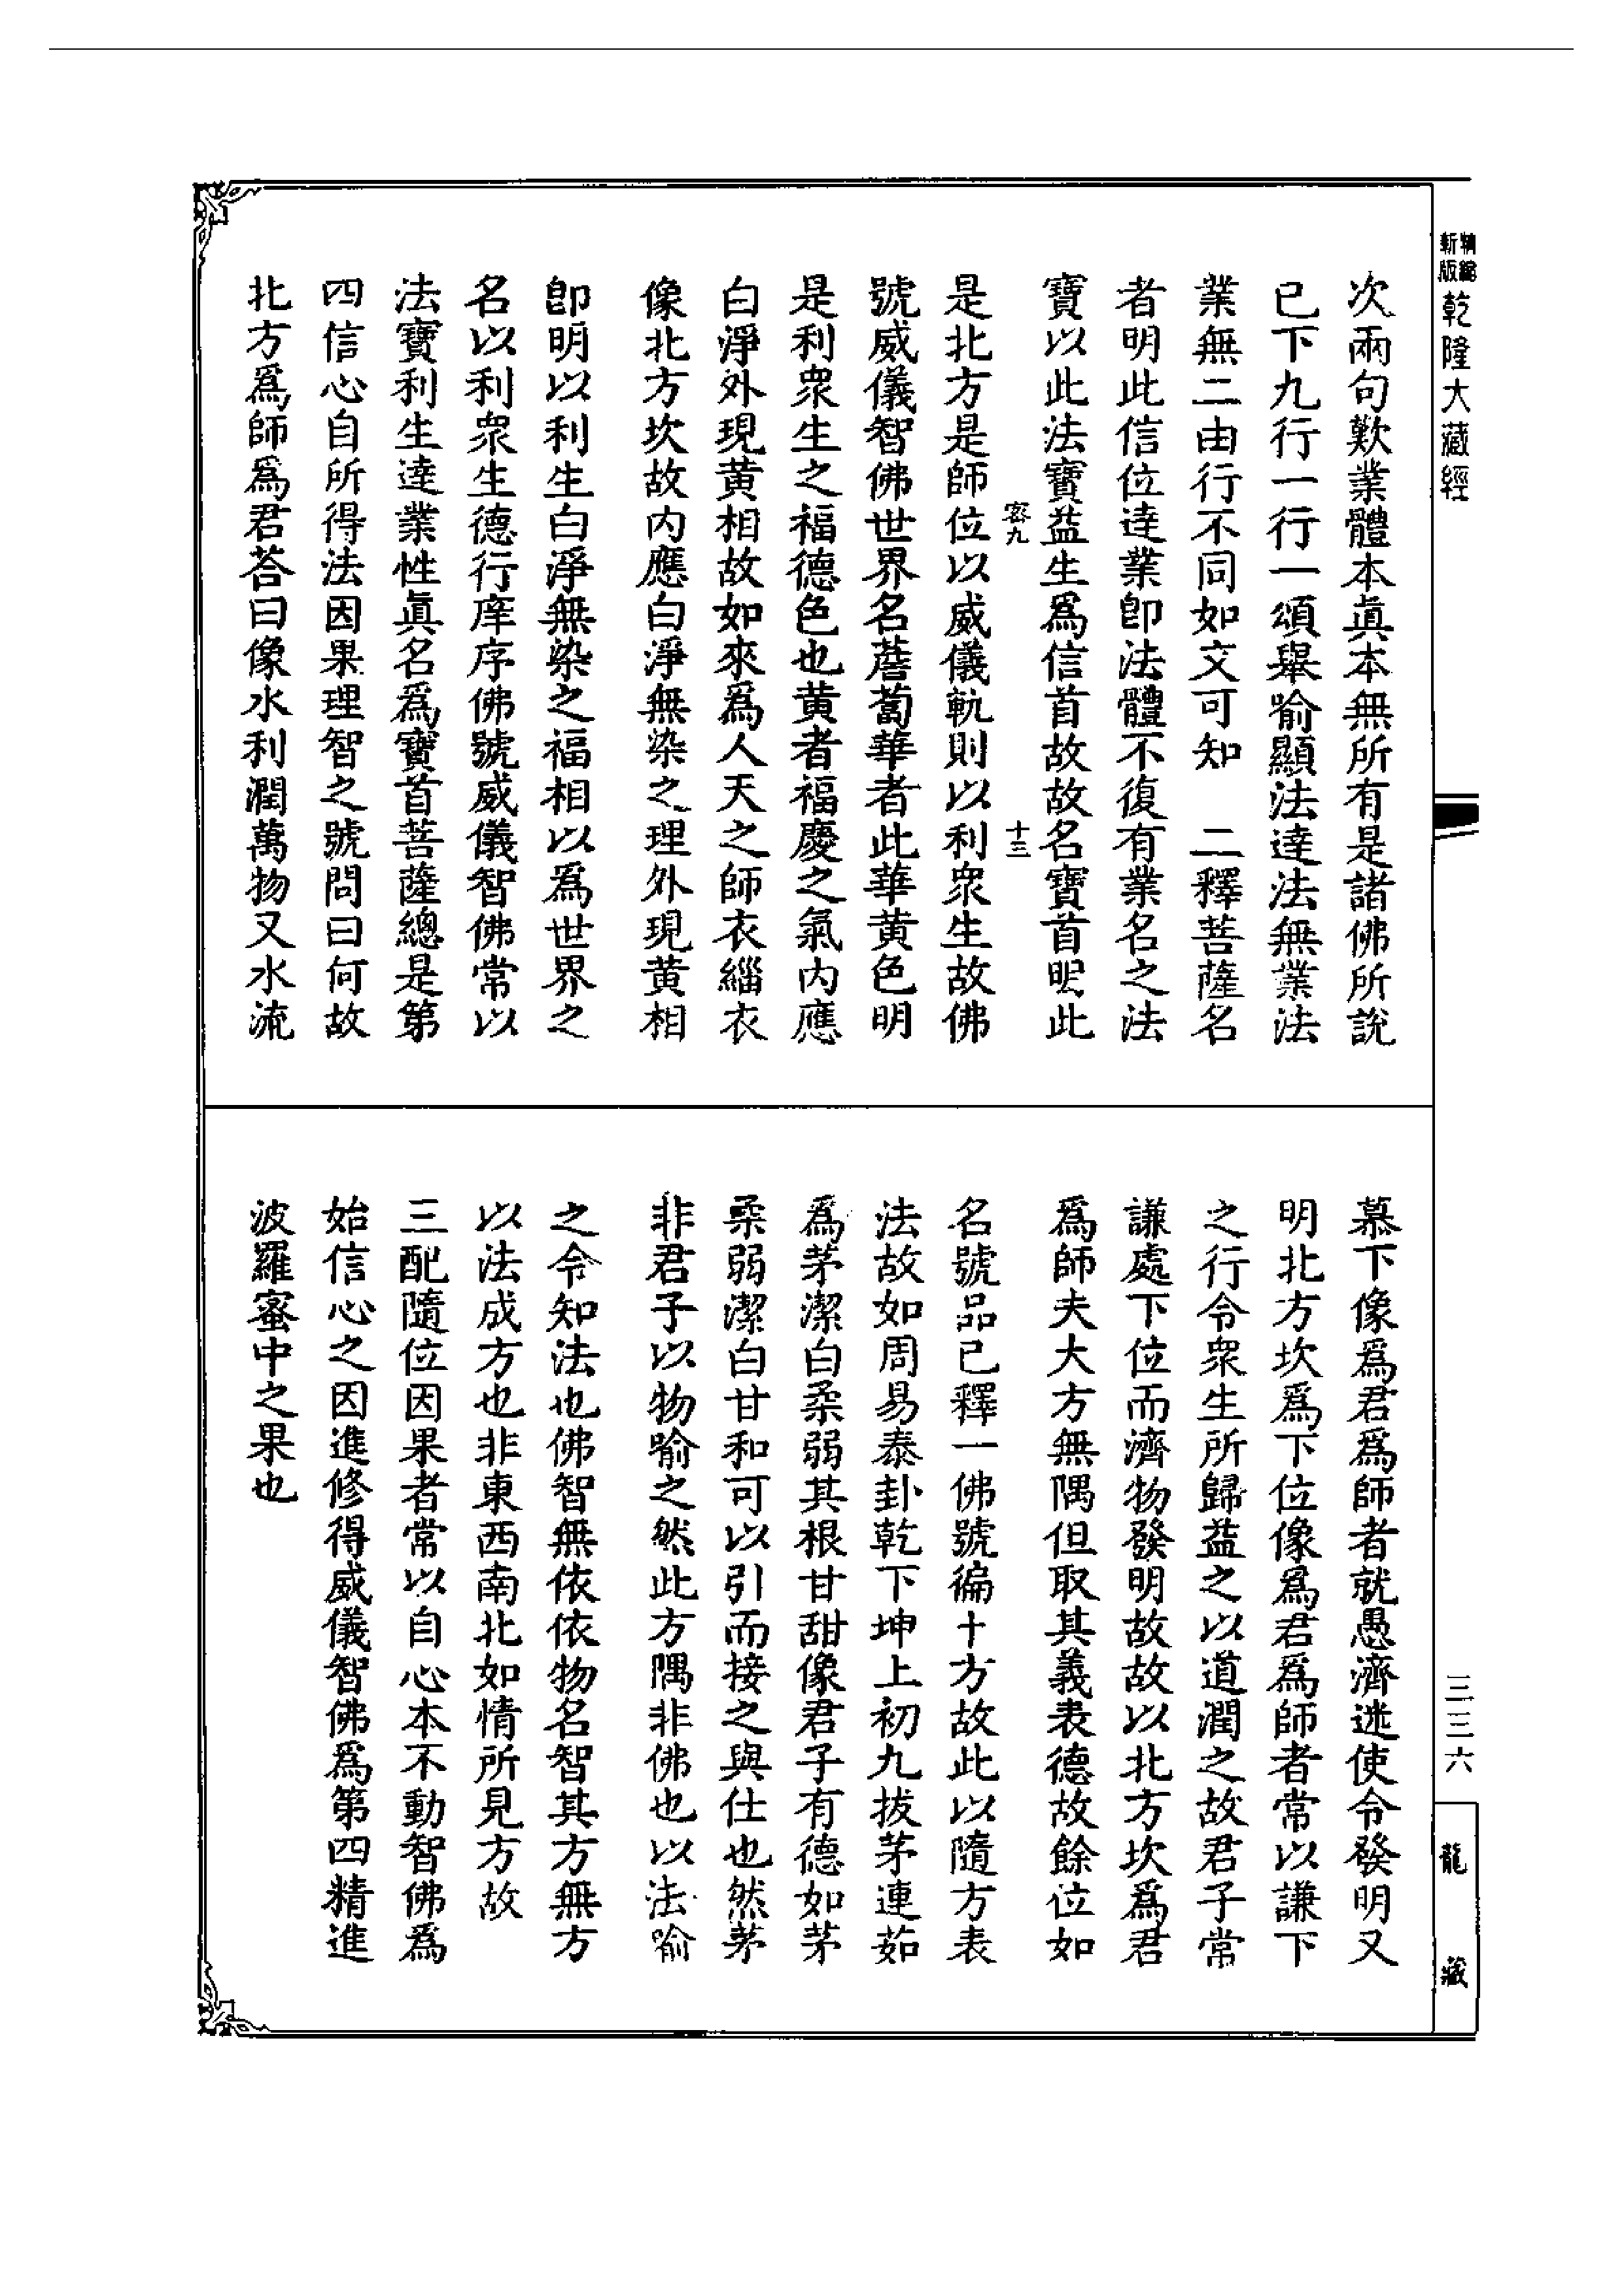 精縮
新版
乾隆大藏經
次兩句歎業體本眞本無所有是諸佛所說
已下九行一行一頌舉喻顯法達法無業法
業無二由行不同如文可知　二釋菩薩名
者明此信位達業卽法體不復有業名之法
寶以此法寶益生爲信首故故名寶首明此
容九　十三
是北方是師位以威儀軌則以利衆生故佛
號威儀智佛世界名薝蔔華者此華黃色明
是利衆生之福德色也黃者福慶之氣內應
白淨外現黃相故如來爲人天之師衣緇衣
像北方坎故內應白淨無染之理外現黃相
卽明以利生白淨無染之福相以爲世界之
名以利衆生德行庠序佛號威儀智佛常以
法寶利生達業性眞名爲寶首菩薩總是第
四信心自所得法因果理智之號問曰何故
北方爲師爲君荅曰像水利潤萬物又水流
慕下像爲君爲師者就愚濟迷使令發明又
明北方坎爲下位像爲君爲師者常以謙下
之行令衆生所歸益之以道潤之故君子常
謙處下位而濟物發明故故以北方坎爲君
爲師夫大方無隅但取其義表德故餘位如
名號品已釋一佛號徧十方故此以隨方表
法故如周易泰卦乾下坤上初九拔茅連茹
爲茅潔白柔弱其根甘甜像君子有德如茅
柔弱潔白甘和可以引而接之與仕也然茅
非君子以物喻之然此方隅非佛也以法喻
之令知法也佛智無依依物名智其方無方
以法成方也非東西南北如情所見方故
三配隨位因果者常以自心本不動智佛爲
始信心之因進修得威儀智佛爲第四精進
波羅蜜中之果也
三三六
龍藏